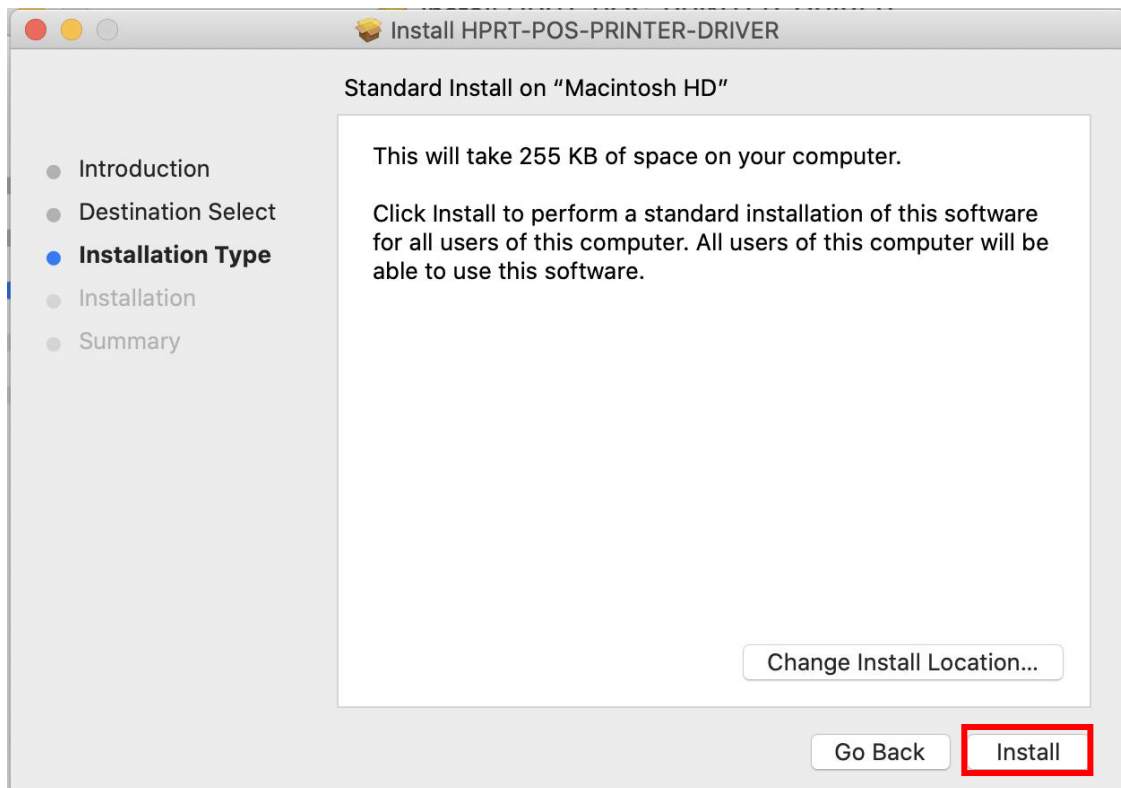 Install HPRT-POS-PRINTER-DRIVER
Standard Install on “Macintosh HD”
Introduction
Destination Select
Installation Type
Installation
Summary
This will take 255 KB of space on your computer.
Click Install to perform a standard installation of this software
for all users of this computer. All users of this computer will be
able to use this software.
Change Install Location...
Go Back
Install